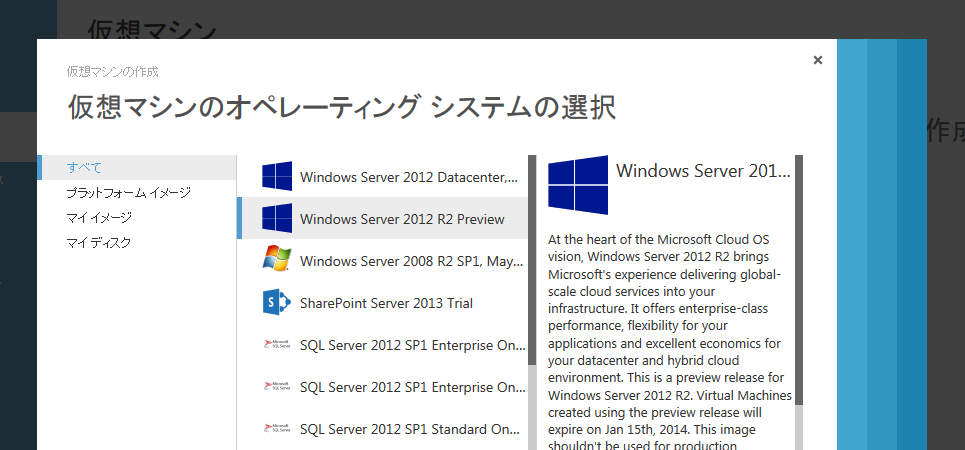 仮想マシン
仮想マシンの作成
仮想マシンのオペレーティング システムの選択
作成
すべて
プラットフォーム イメージ
マイ イメージ
マイ ディスク
Windows Server 2012 Datacenter,...
Windows Server 2012 R2 Preview
Windows Server 2008 R2 SP1, May...
SharePoint Server 2013 Trial
Microsoft SQL Server
SQL Server 2012 SP1 Enterprise On...
Microsoft SQL Server
SQL Server 2012 SP1 Enterprise On...
Microsoft SQL Server
SQL Server 2012 SP1 Standard On...
Windows Server 201...
At the heart of the Microsoft Cloud OS
vision, Windows Server 2012 R2 brings
Microsoft's experience delivering global-
scale cloud services into your
infrastructure. It offers enterprise-class
performance, flexibility for your
applications and excellent economics for
your datacenter and hybrid cloud
environment. This is a preview release for
Windows Server 2012 R2. Virtual Machines
created using the preview release will
expire on Jan 15th, 2014. This image
shouldn't be used for production